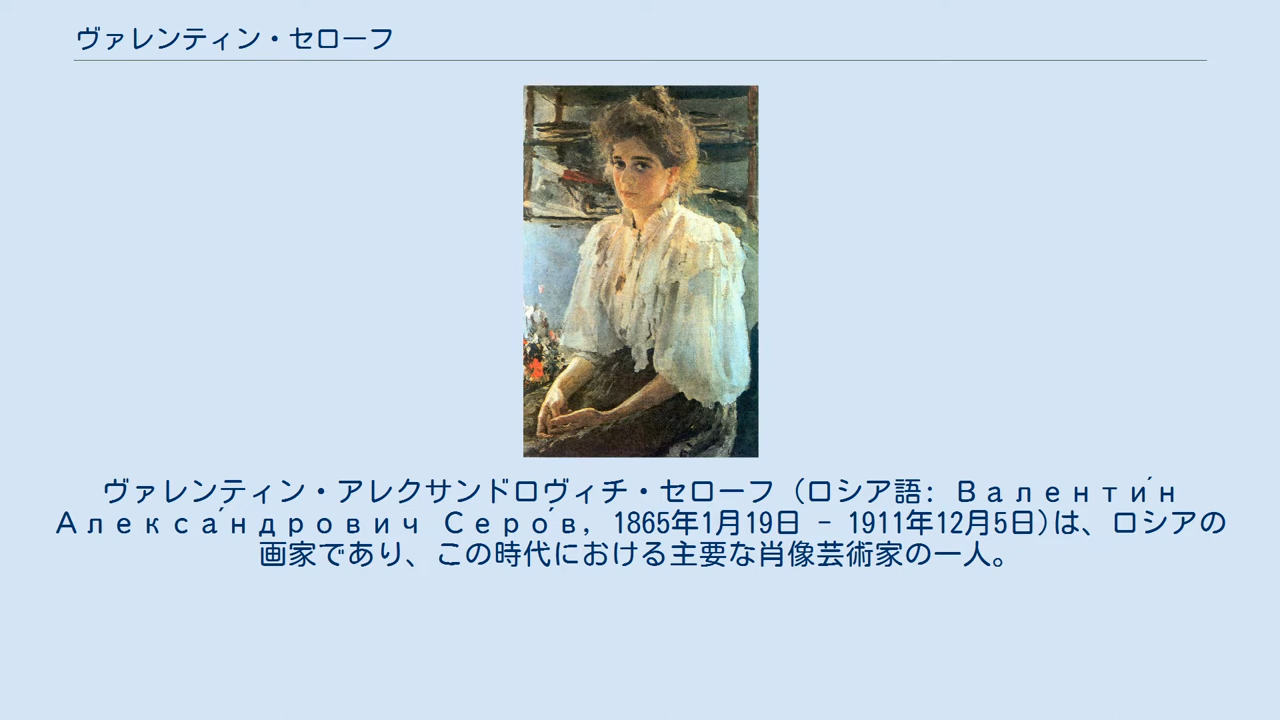 ヴァレンティン・セローフ
ヴァレンティン・アレクサンドロヴィチ・セローフ (ロシア語: Валенти́н
Алекса́ндрович Серо́в, 1865年1月19日 - 1911年12月5日)は、ロシアの
画家であり、この時代における主要な肖像芸術家の一人。